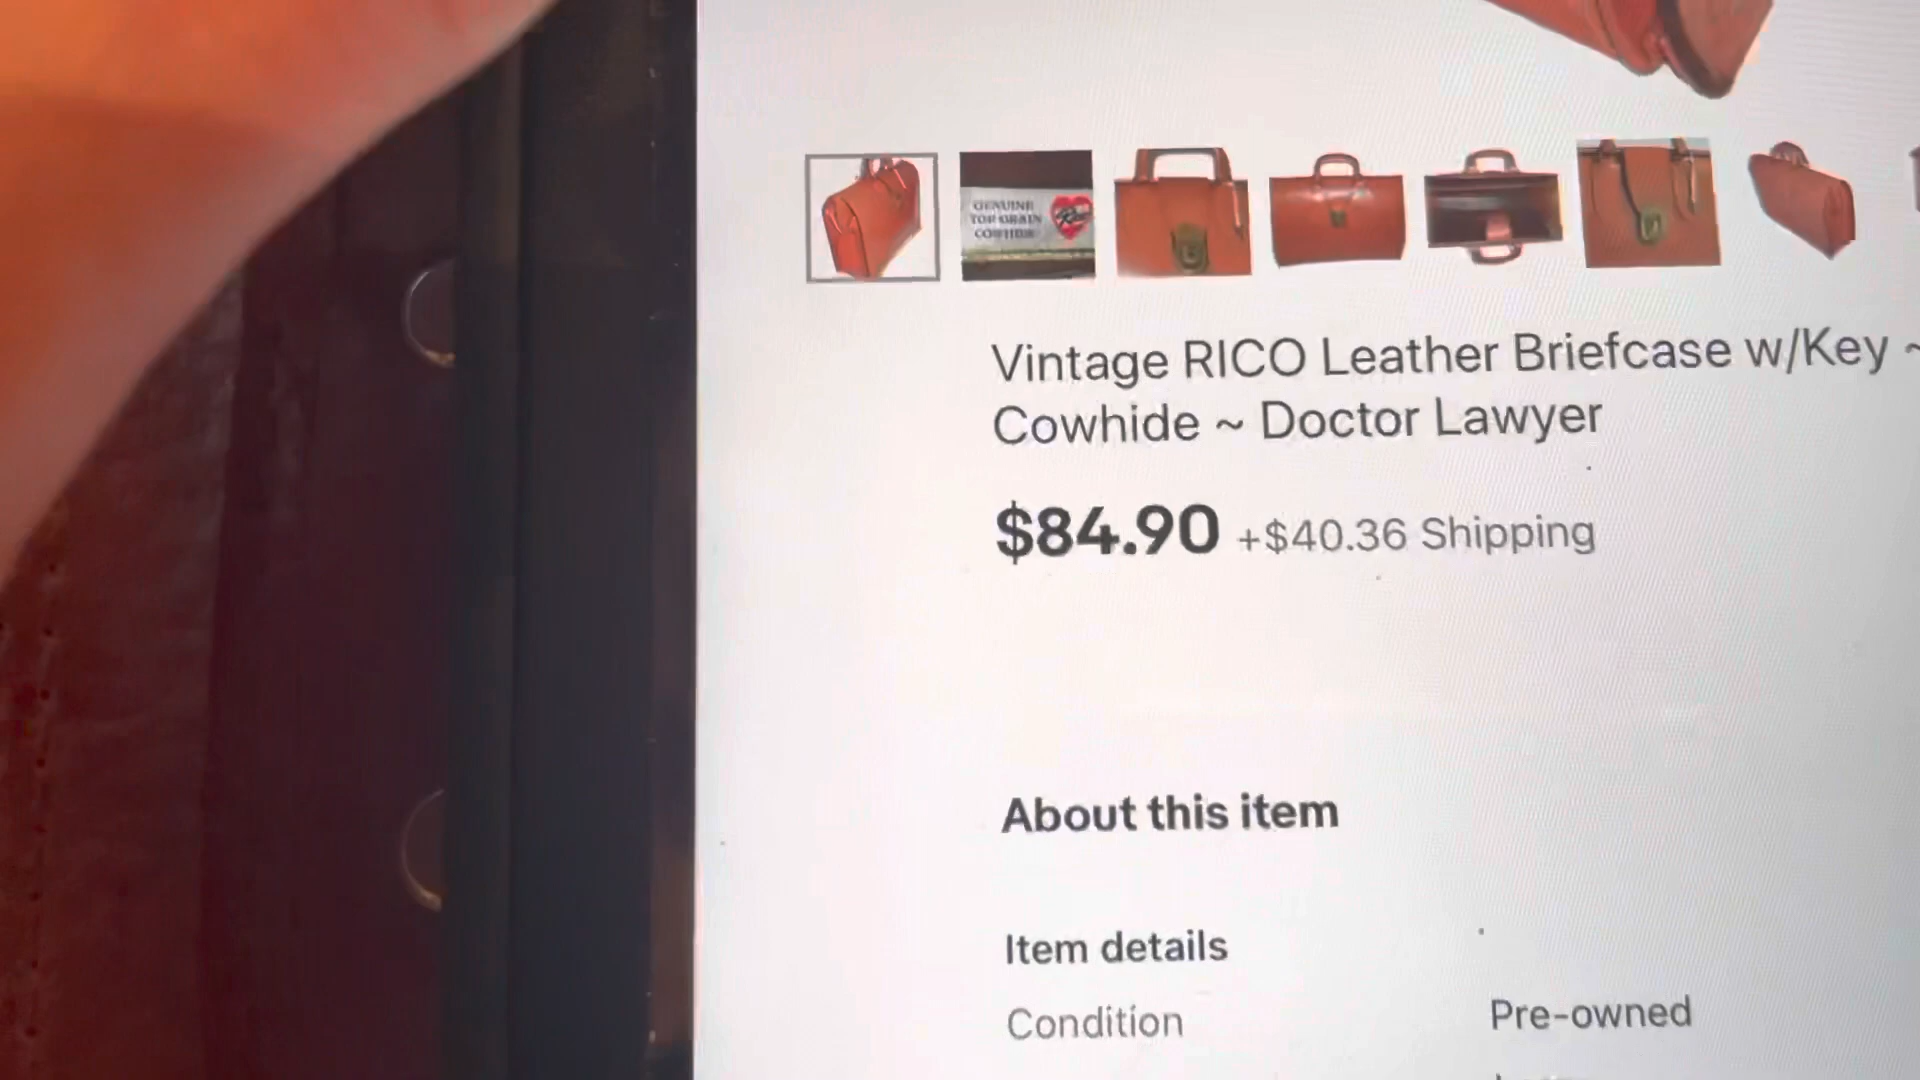 GENUINE
TOP GRAIN
COWHIDE
Rico
Vintage RICO Leather Briefcase w/Key ~
Cowhide ~ Doctor Lawyer
$84.90 +$40.36 Shipping
About this item
Item details
Condition Pre-owned